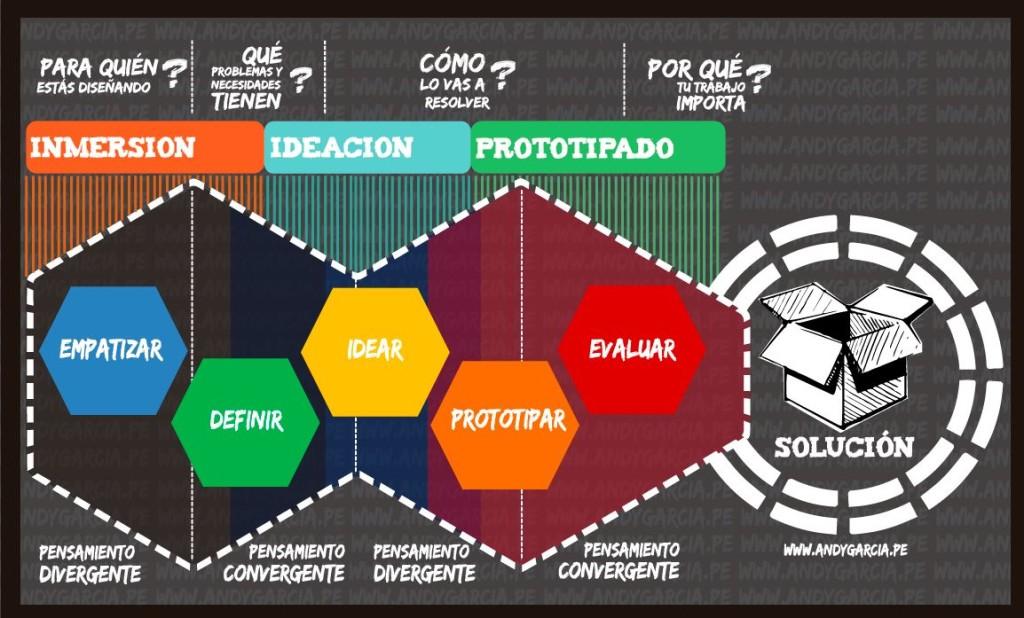 PARA QUIÉN
ESTÁS DISEÑANDO ?
QUÉ
PROBLEMAS Y
NECESIDADES ?
TIENEN
CÓMO
LO VAS A ?
RESOLVER
POR QUÉ
TU TRABAJO ?
IMPORTA
INMERSION
IDEACION
PROTOTIPADO
EMPATIZAR
DEFINIR
IDEAR
PROTOTIPAR
EVALUAR
SOLUCIÓN
WWW.ANDYGARCIA.PE
PENSAMIENTO
DIVERGENTE
PENSAMIENTO
CONVERGENTE
PENSAMIENTO
DIVERGENTE
PENSAMIENTO
CONVERGENTE